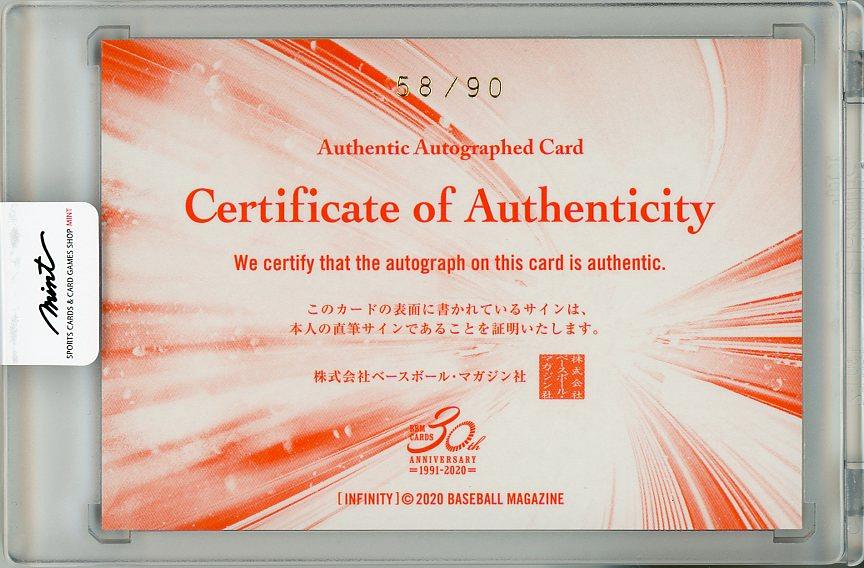 58/90
Authentic Autographed Card
Certificate of Authenticity
We certify that the autograph on this card is authentic.
このカードの表面に書かれているサインは、
本人の直筆サインであることを証明いたします。
株式会社ベースボール・マガジン社
株式会社
ベースボール・
マガジン社
BBM
CARDS
30th
ANNIVERSARY
=1991-2020=
[INFINITY]©2020 BASEBALL MAGAZINE
mint
SPORTS CARDS & CARD GAMES SHOP MINT